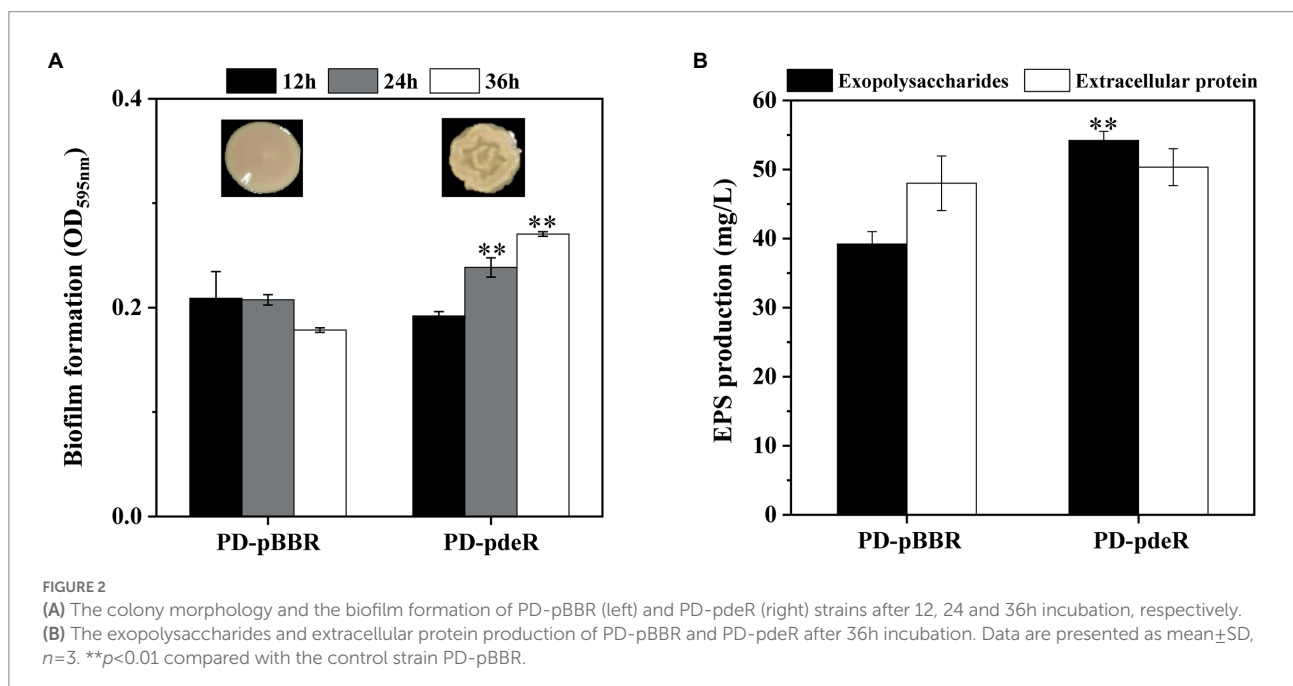 A
12h 24h 36h
0.4
0.2
0.0
Biofilm formation (OD595nm)
** **
PD-pBBR PD-pdeR
B
Exopolysaccharides Extracellular protein
60
50
40
30
20
10
0
EPS production (mg/L)
**
PD-pBBR PD-pdeR
FIGURE 2
(A) The colony morphology and the biofilm formation of PD-pBBR (left) and PD-pdeR (right) strains after 12, 24 and 36h incubation, respectively.
(B) The exopolysaccharides and extracellular protein production of PD-pBBR and PD-pdeR after 36h incubation. Data are presented as mean±SD,
n=3. **p<0.01 compared with the control strain PD-pBBR.